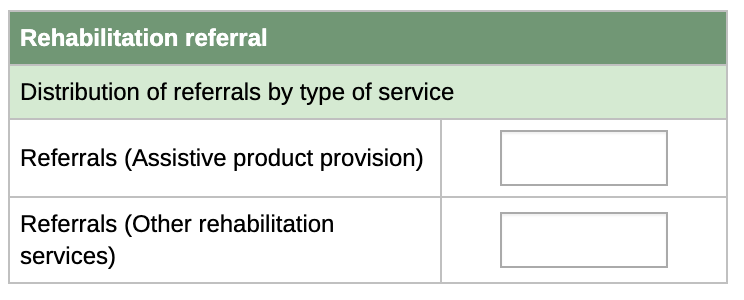 Rehabilitation referral
Distribution of referrals by type of service
Referrals (Assistive product provision)
Referrals (Other rehabilitation
services)